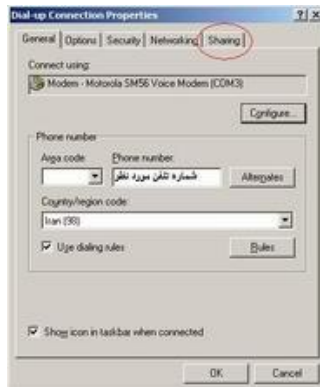 Dial-up Connection Properties
General Options Security Networking Sharing
Connect using:
Modem - Motorola SM56 Voice Modem (COM3)
Configure...
Phone number
Area code: Phone number:
شماره تلفن مورد نظر
Alternates
Country/region code:
Iran (98)
Use dialing rules
Rules
Show icon in taskbar when connected
OK Cancel